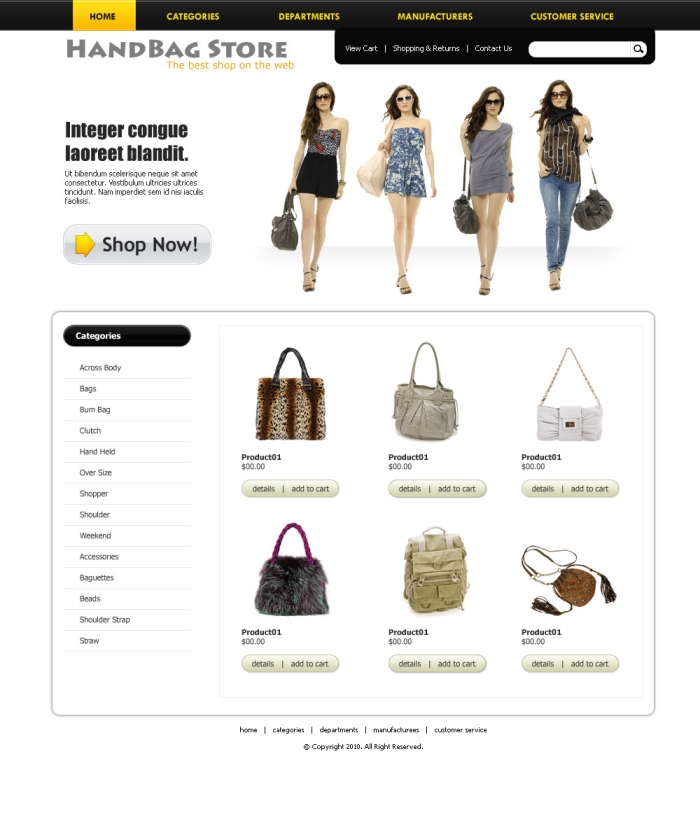 HOME CATEGORIES DEPARTMENTS MANUFACTURERS CUSTOMER SERVICE
HANDBAG STORE
The best shop on the web
View Cart | Shopping & Returns | Contact Us
Integer congue
laoreet blandit.
Ut bibendum scelerisque neque sit amet
consectetur. Vestibulum ultricies ultrices
tincidunt. Nam imperdiet sem id nisi iaculis
facilisis.
Shop Now!
Categories
Across Body
Bags
Bum Bag
Clutch
Hand Held
Over Size
Shopper
Shoulder
Weekend
Accessories
Baguettes
Beads
Shoulder Strap
Straw
Product01 Product01 Product01
$00.00 $00.00 $00.00
details | add to cart details | add to cart details | add to cart
Product01 Product01 Product01
$00.00 $00.00 $00.00
details | add to cart details | add to cart details | add to cart
home | categories | departments | manufacturees | customer service
© Copyright 2010. All Right Reserved.